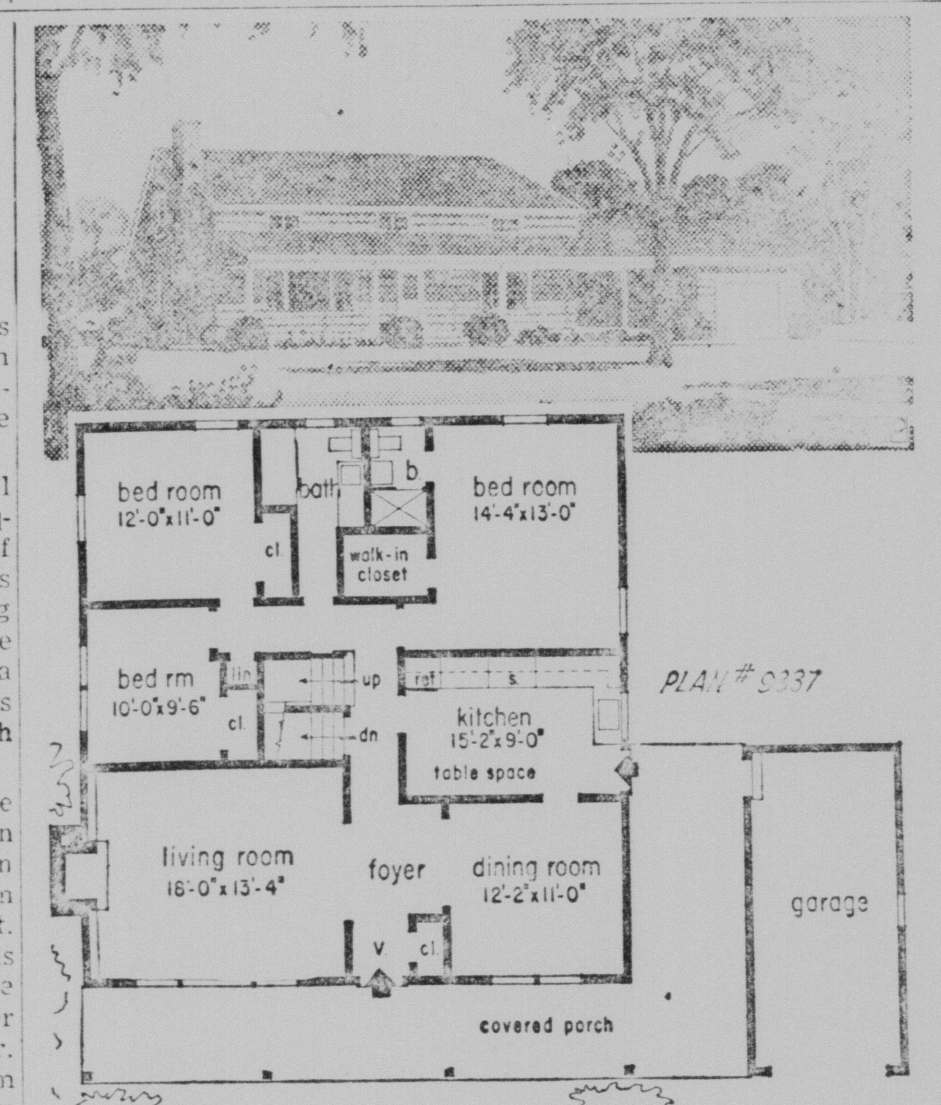 bed room
12'-0"x11'-0"
bath
b
bed room
14'-4"x13'-0"
cl.
walk-in
closet
bed rm
10'-0"x9'-6"
lin
cl.
up
dn
ref
s.
kitchen
15'-2"x9'-0"
table space
PLAN # 9337
living room
18'-0"x13'-4"
foyer
dining room
12'-2"x11'-0"
garage
v.
cl.
covered porch